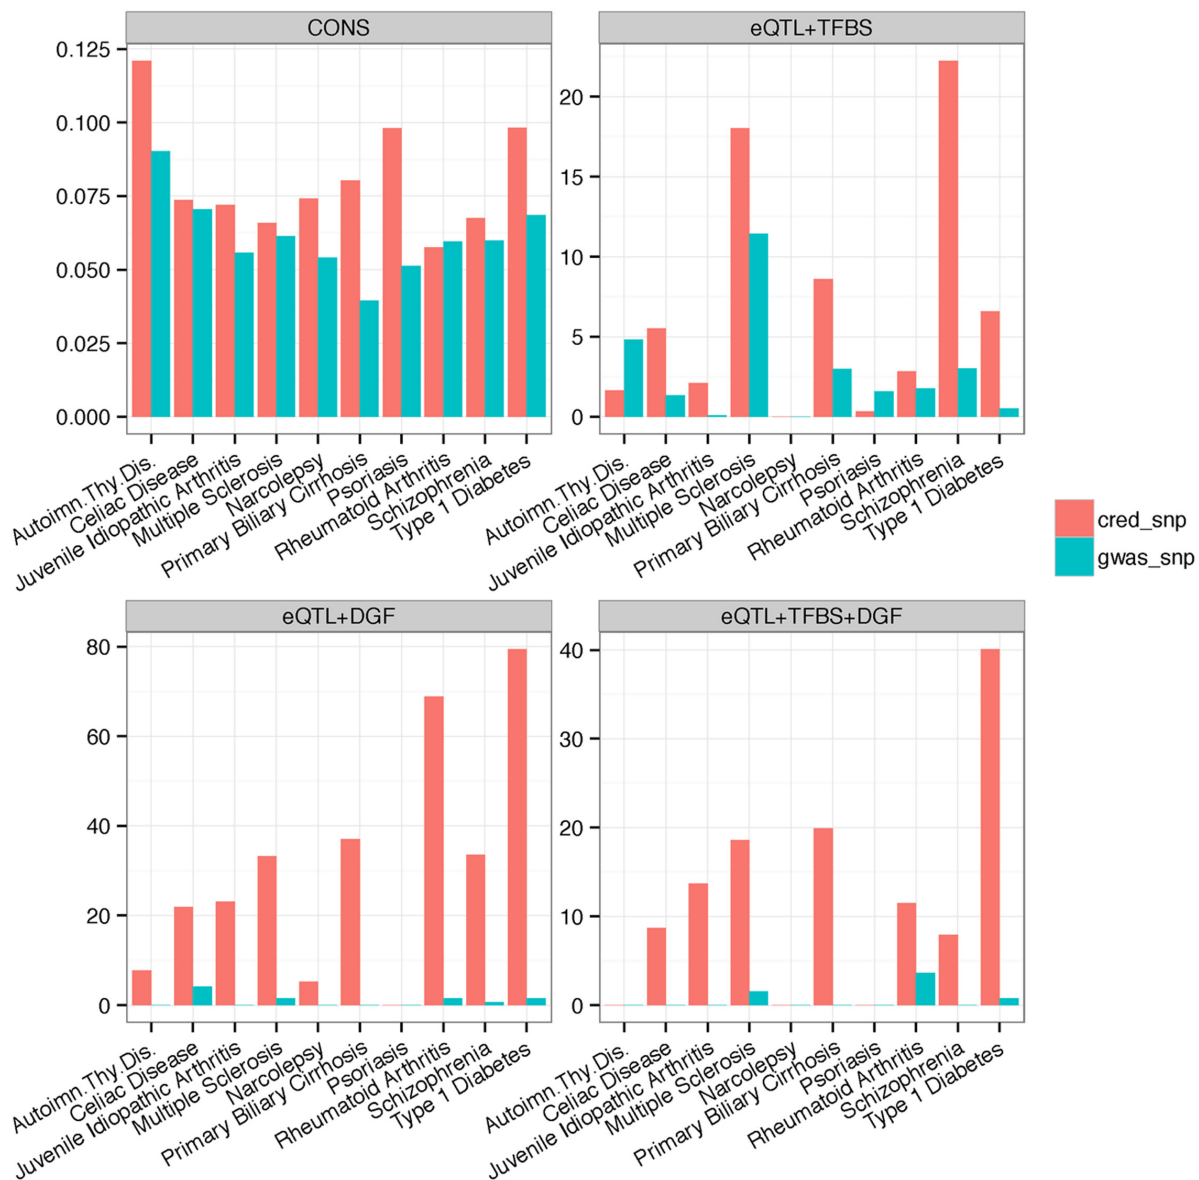 CONS
eQTL+TFBS
0.125
0.100
0.075
0.050
0.025
0.000
20
15
10
5
0
Autoimn.Thy.Dis.
Celiac Disease
Juvenile Idiopathic Arthritis
Multiple Sclerosis
Narcolepsy
Primary Biliary Cirrhosis
Psoriasis
Rheumatoid Arthritis
Schizophrenia
Type 1 Diabetes
Autoimn.Thy.Dis.
Celiac Disease
Juvenile Idiopathic Arthritis
Multiple Sclerosis
Narcolepsy
Primary Biliary Cirrhosis
Psoriasis
Rheumatoid Arthritis
Schizophrenia
Type 1 Diabetes
cred_snp
gwas_snp
eQTL+DGF
eQTL+TFBS+DGF
80
60
40
20
0
40
30
20
10
0
Autoimn.Thy.Dis.
Celiac Disease
Juvenile Idiopathic Arthritis
Multiple Sclerosis
Narcolepsy
Primary Biliary Cirrhosis
Psoriasis
Rheumatoid Arthritis
Schizophrenia
Type 1 Diabetes
Autoimn.Thy.Dis.
Celiac Disease
Juvenile Idiopathic Arthritis
Multiple Sclerosis
Narcolepsy
Primary Biliary Cirrhosis
Psoriasis
Rheumatoid Arthritis
Schizophrenia
Type 1 Diabetes